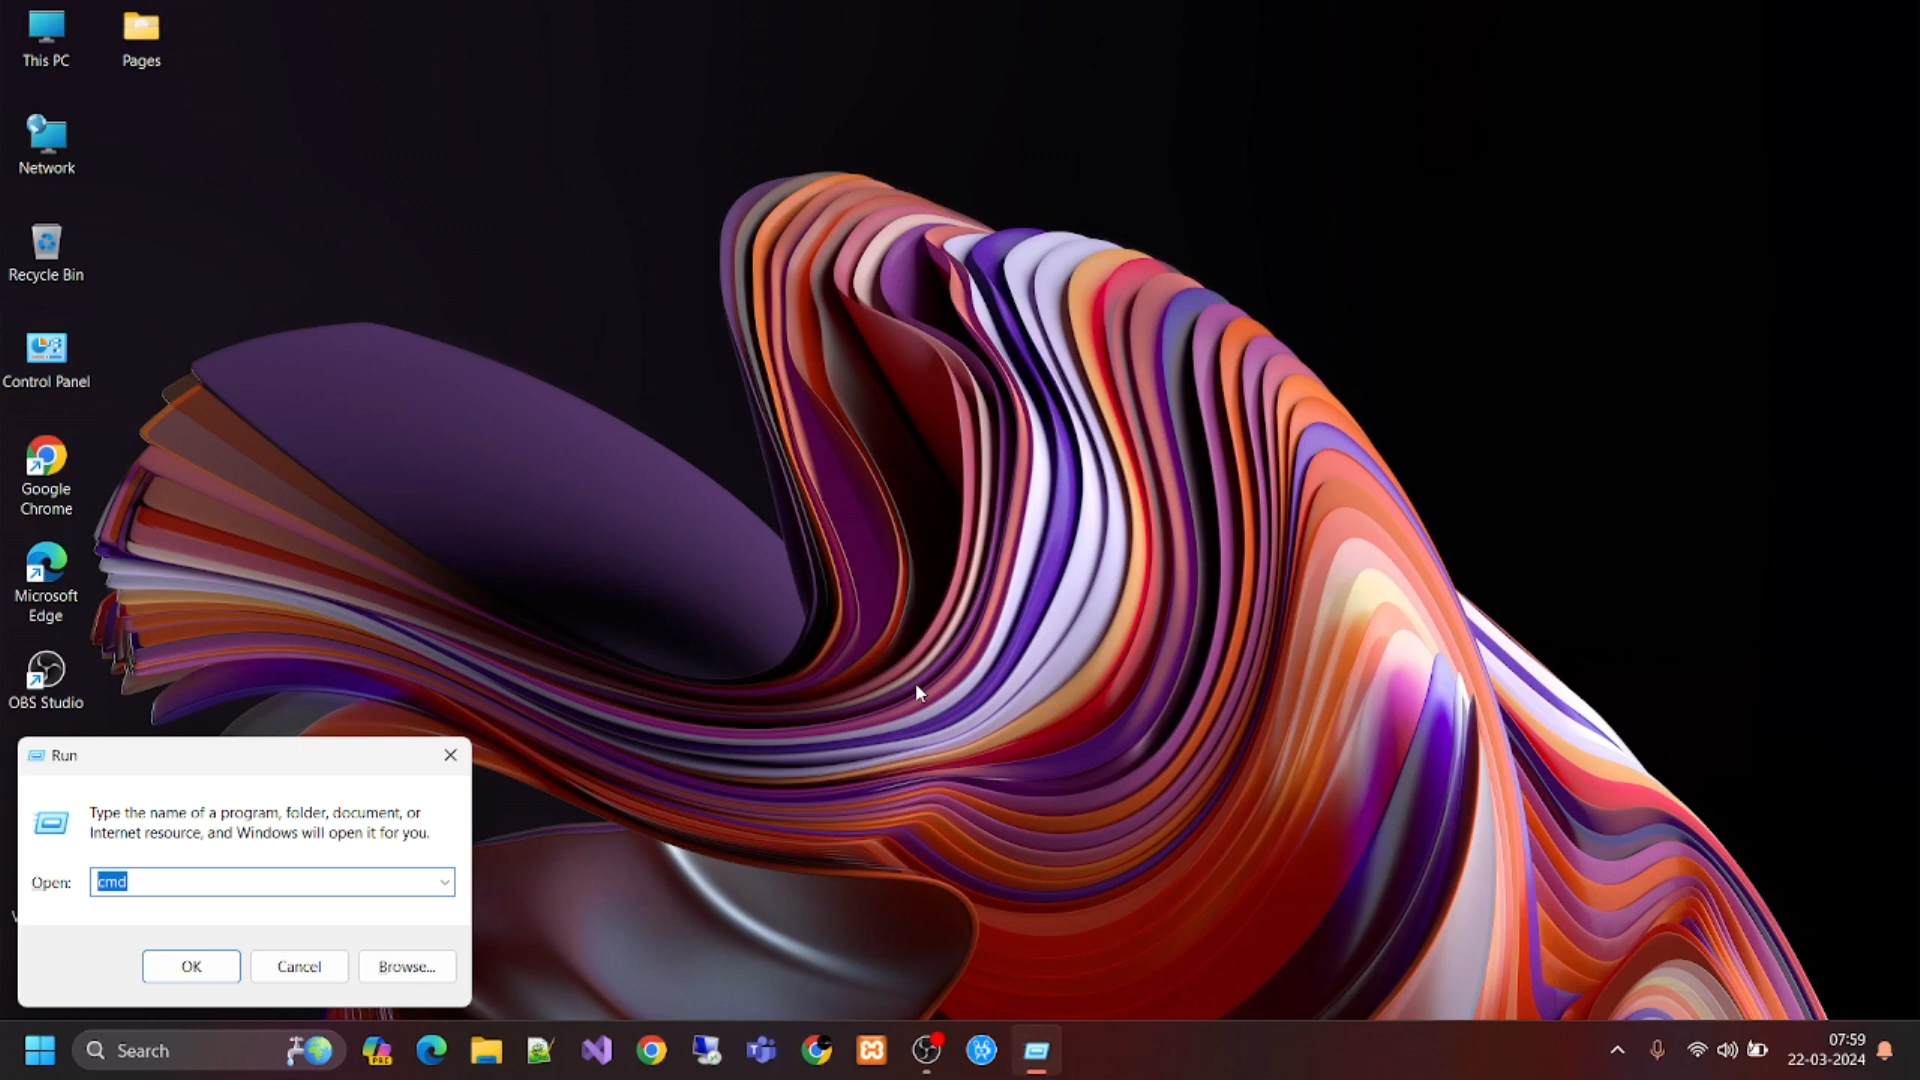 This PC
Pages
Network
Recycle Bin
Control Panel
Google
Chrome
Microsoft
Edge
OBS Studio
Run
Type the name of a program, folder, document, or
Internet resource, and Windows will open it for you.
Open:
cmd
OK
Cancel
Browse...
Search
PRE
07:59
22-03-2024